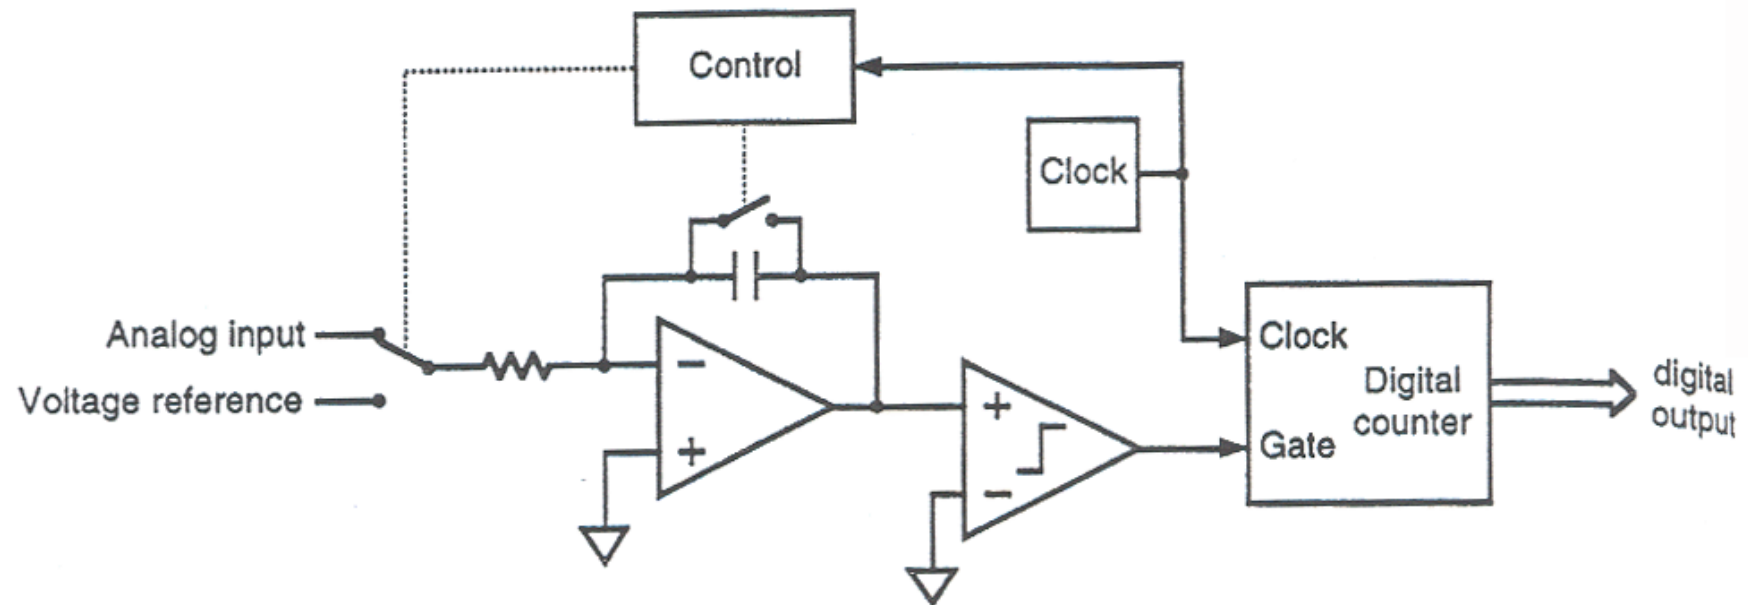 Control
Clock
Analog input
Voltage reference
Clock
Digital
counter
Gate
digital
output